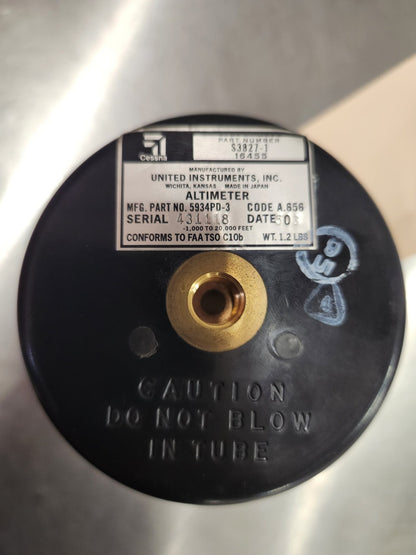 PART NUMBER
S3827-1
16455
Cessna
MANUFACTURED BY
UNITED INSTRUMENTS, INC.
WICHITA, KANSAS MADE IN JAPAN
ALTIMETER
MFG. PART NO. 5934PD-3 CODE A.656
SERIAL 431118 DATE
-1,000 TO 20,000 FEET
CONFORMS TO FAA TSO C10b WT. 1.2 LBS
CAUTION
DO NOT BLOW
IN TUBE